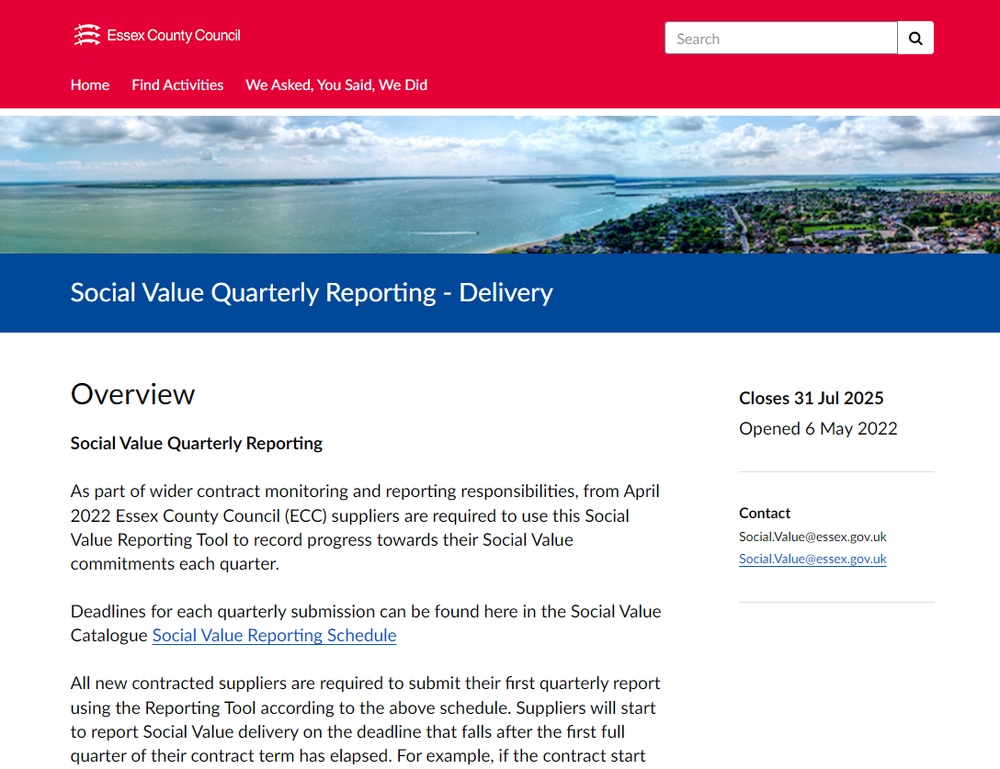 Essex County Council
Search
Home Find Activities We Asked, You Said, We Did
Social Value Quarterly Reporting - Delivery
Overview
Social Value Quarterly Reporting
As part of wider contract monitoring and reporting responsibilities, from April
2022 Essex County Council (ECC) suppliers are required to use this Social
Value Reporting Tool to record progress towards their Social Value
commitments each quarter.
Deadlines for each quarterly submission can be found here in the Social Value
Catalogue Social Value Reporting Schedule
All new contracted suppliers are required to submit their first quarterly report
using the Reporting Tool according to the above schedule. Suppliers will start
to report Social Value delivery on the deadline that falls after the first full
quarter of their contract term has elapsed. For example, if the contract start
Closes 31 Jul 2025
Opened 6 May 2022
Contact
Social.Value@essex.gov.uk
Social.Value@essex.gov.uk